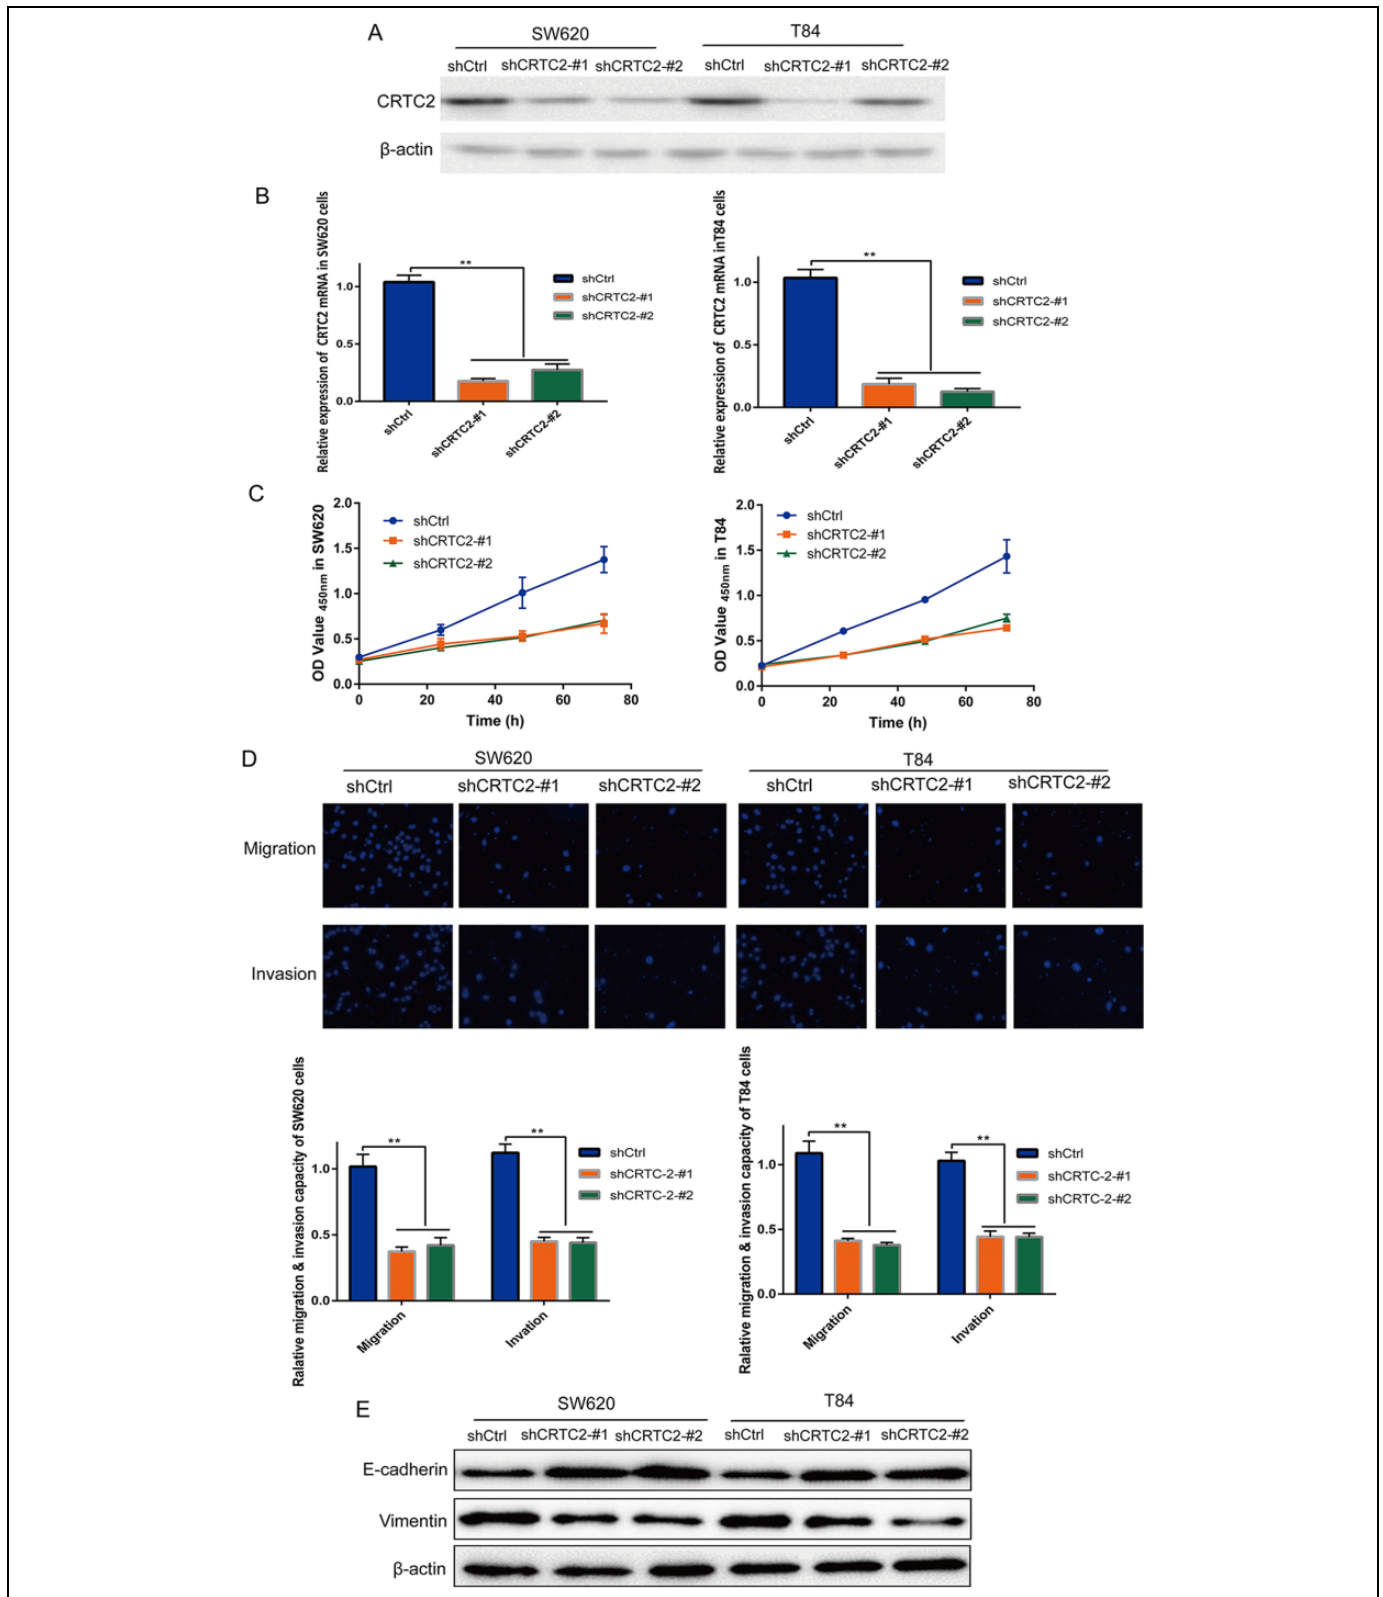 A
SW620
T84
shCtrl shCRTC2-#1 shCRTC2-#2 shCtrl shCRTC2-#1 shCRTC2-#2
CRTC2
β-actin
B
Relative expression of CRTC2 mRNA in SW620 cells
1.0
0.5
0.0
**
shCtrl
shCRTC2-#1
shCRTC2-#2
shCtrl
shCRTC2-#1
shCRTC2-#2
Relative expression of CRTC2 mRNA inT84 cells
1.0
0.5
0.0
**
shCtrl
shCRTC2-#1
shCRTC2-#2
shCtrl
shCRTC2-#1
shCRTC2-#2
C
OD Value 450nm in SW620
2.0
1.5
1.0
0.5
0.0
shCtrl
shCRTC2-#1
shCRTC2-#2
0 20 40 60 80
Time (h)
OD Value 450nm in T84
2.0
1.5
1.0
0.5
0.0
shCtrl
shCRTC2-#1
shCRTC2-#2
0 20 40 60 80
Time (h)
D
SW620
T84
shCtrl shCRTC2-#1 shCRTC2-#2 shCtrl shCRTC2-#1 shCRTC2-#2
Migration
Invasion
Ralative migration & invasion capacity of SW620 cells
1.0
0.5
0.0
**
**
shCtrl
shCRTC-2-#1
shCRTC-2-#2
Migration
Invation
Ralative migration & invasion capacity of T84 cells
1.0
0.5
0.0
**
**
shCtrl
shCRTC-2-#1
shCRTC-2-#2
Migration
Invation
E
SW620
T84
shCtrl shCRTC2-#1 shCRTC2-#2 shCtrl shCRTC2-#1 shCRTC2-#2
E-cadherin
Vimentin
β-actin